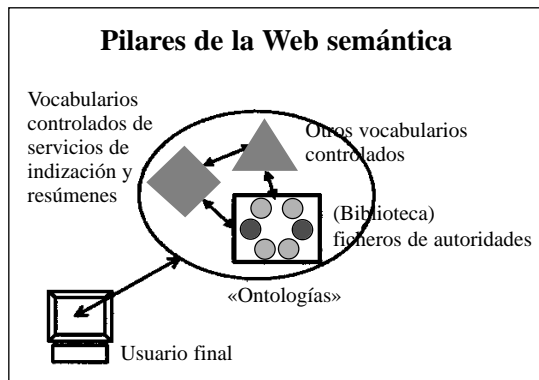 Pilares de la Web semántica
Vocabularios
controlados de
servicios de
indización y
resúmenes
Otros vocabularios
controlados
(Biblioteca)
ficheros de autoridades
«Ontologías»
Usuario final